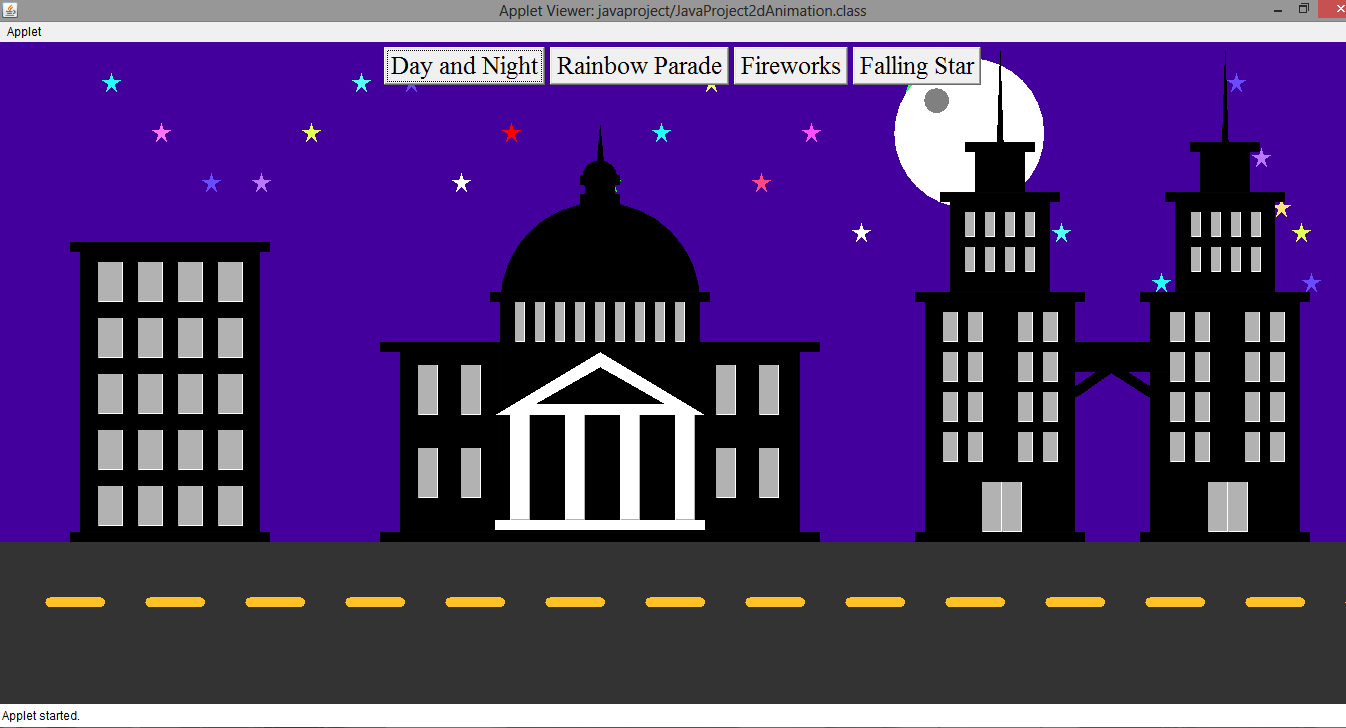 Applet Viewer: javaproject/JavaProject2dAnimation.class
Applet
Day and Night Rainbow Parade Fireworks Falling Star
Applet started.